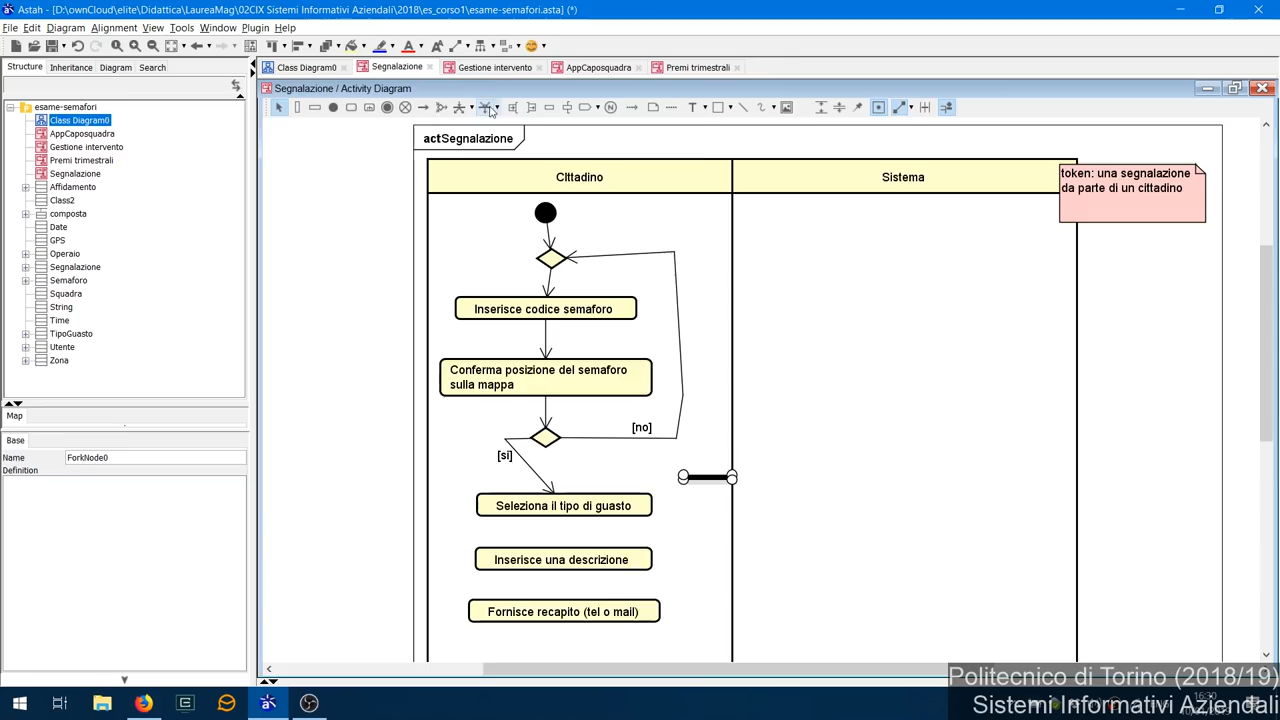 Astah - [D:\ownCloud\elite\Didattica\LaureaMag\02CIX Sistemi Informativi Aziendali\2018\es_corso1\esame-semafori.asta] (*)
File Edit Diagram Alignment View Tools Window Plugin Help
Structure Inheritance Diagram Search
Class Diagram0 Segnalazione Gestione intervento AppCaposquadra Premi trimestrali
Segnalazione / Activity Diagram
esame-semafori
Class Diagram0
AppCaposquadra
Gestione intervento
Premi trimestrali
Segnalazione
Affidamento
Class2
composta
Date
GPS
Operaio
Segnalazione
Semaforo
Squadra
String
Time
TipoGuasto
Utente
Zona
Map
Base
Name ForkNode0
Definition
act Segnalazione
CIttadino
Sistema
token: una segnalazione
da parte di un cittadino
Inserisce codice semaforo
Conferma posizione del semaforo
sulla mappa
[no]
[si]
Seleziona il tipo di guasto
Inserisce una descrizione
Fornisce recapito (tel o mail)
Politecnico di Torino (2018/19)
Sistemi Informativi Aziendali
16:30